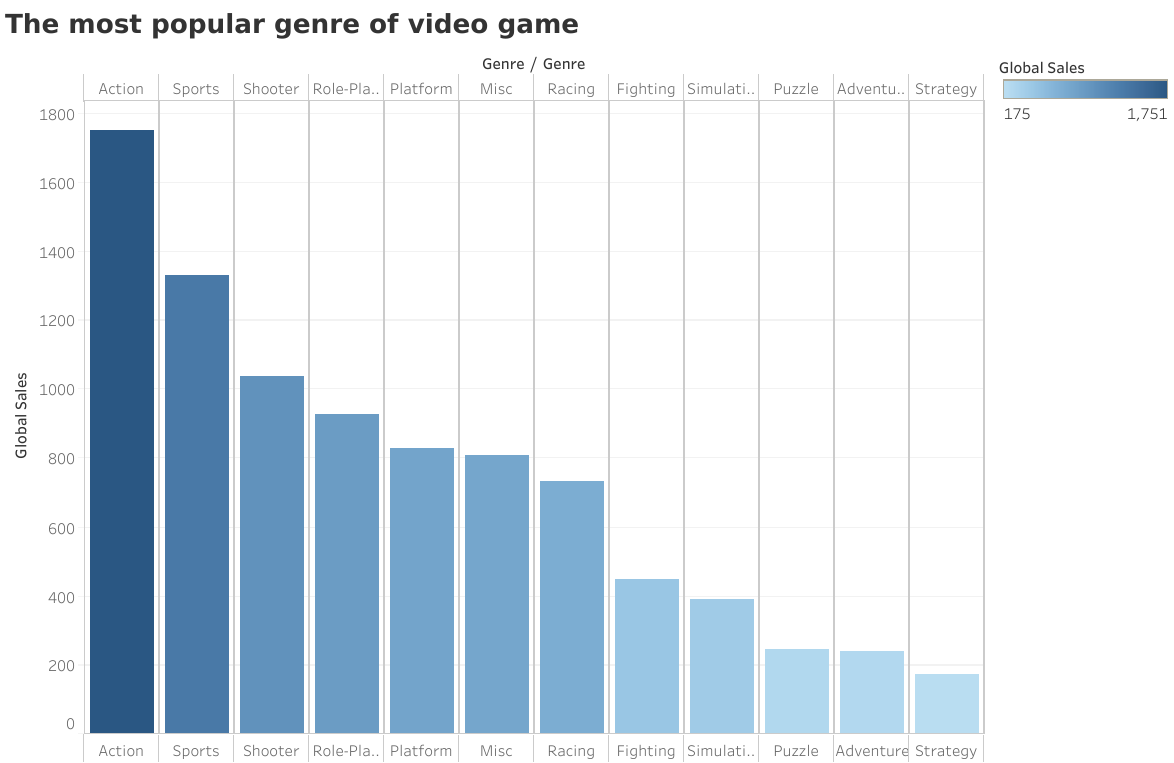 The most popular genre of video game
Genre / Genre
Action Sports Shooter Role-Pla.. Platform Misc Racing Fighting Simulati.. Puzzle Adventu.. Strategy
Global Sales
175 1,751
1800
1600
1400
1200
1000
800
600
400
200
0
Global Sales
Action Sports Shooter Role-Pla.. Platform Misc Racing Fighting Simulati.. Puzzle Adventure Strategy